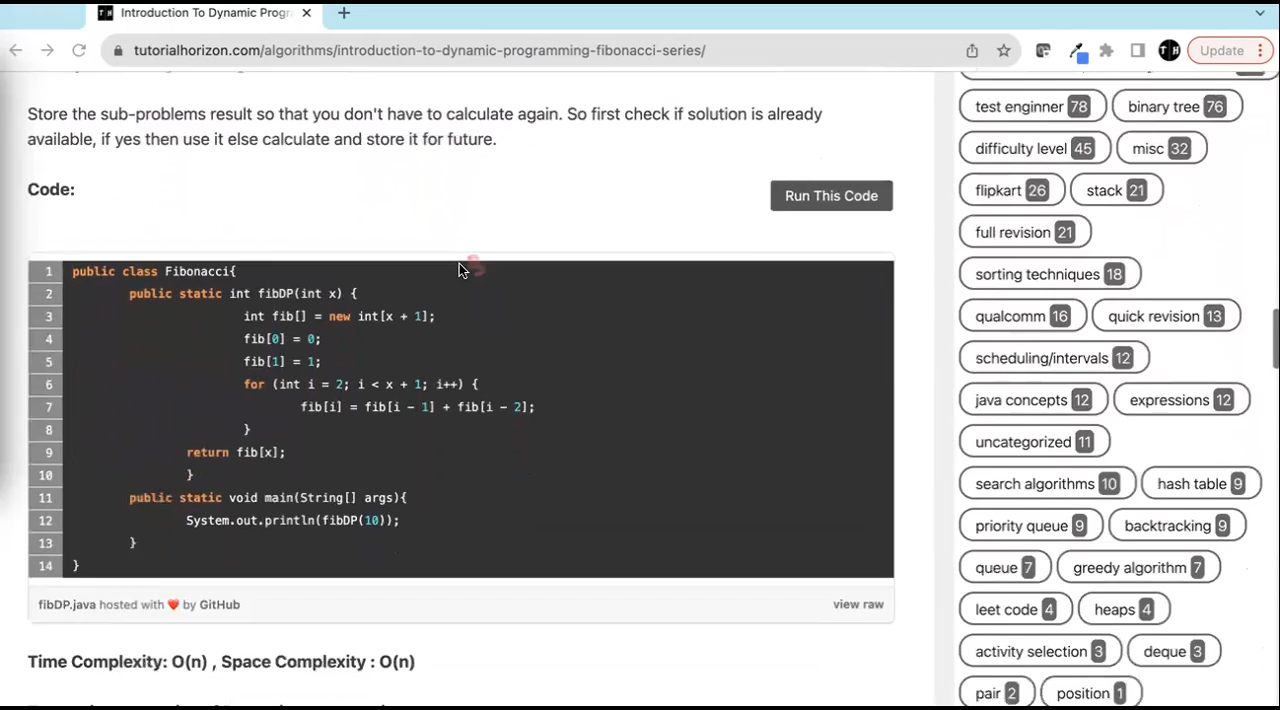 Introduction To Dynamic Progr
tutorialhorizon.com/algorithms/introduction-to-dynamic-programming-fibonacci-series/
T H
Update
Store the sub-problems result so that you don't have to calculate again. So first check if solution is already
available, if yes then use it else calculate and store it for future.
Code:
Run This Code
1 public class Fibonacci{
2 public static int fibDP(int x) {
3 int fib[] = new int[x + 1];
4 fib[0] = 0;
5 fib[1] = 1;
6 for (int i = 2; i < x + 1; i++) {
7 fib[i] = fib[i - 1] + fib[i - 2];
8 }
9 return fib[x];
10 }
11 public static void main(String[] args){
12 System.out.println(fibDP(10));
13 }
14 }
fibDP.java hosted with ❤ by GitHub
view raw
Time Complexity: O(n) , Space Complexity : O(n)
test enginner 78 binary tree 76
difficulty level 45 misc 32
flipkart 26 stack 21
full revision 21
sorting techniques 18
qualcomm 16 quick revision 13
scheduling/intervals 12
java concepts 12 expressions 12
uncategorized 11
search algorithms 10 hash table 9
priority queue 9 backtracking 9
queue 7 greedy algorithm 7
leet code 4 heaps 4
activity selection 3 deque 3
pair 2 position 1